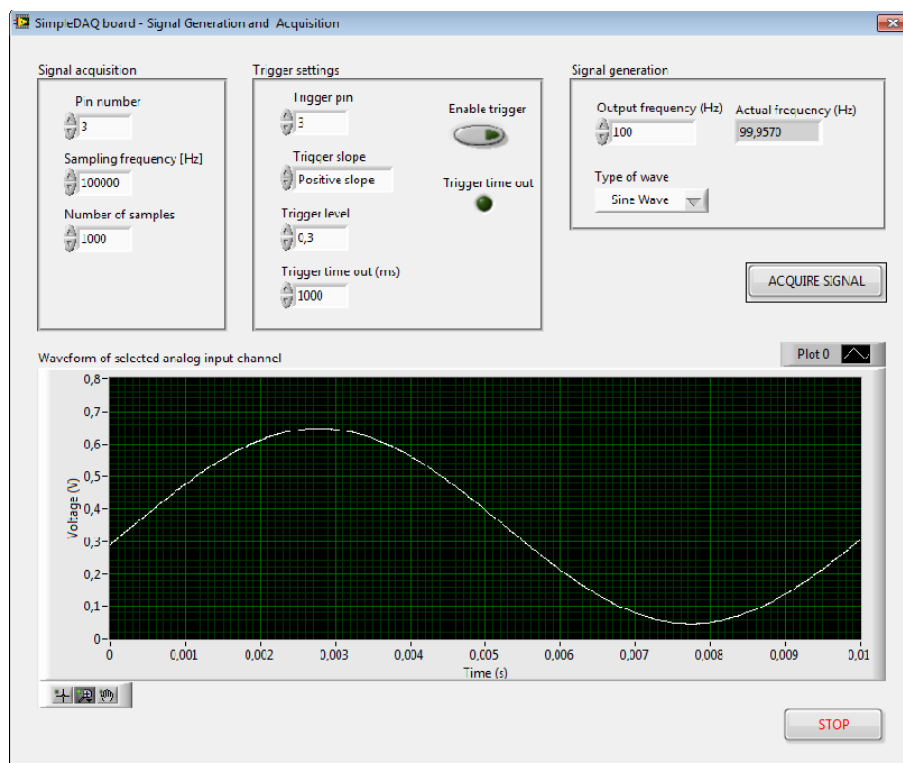 SimpleDAQ board - Signal Generation and Acquisition
Signal acquisition
Pin number
3
Sampling frequency [Hz]
100000
Number of samples
1000
Trigger settings
Trigger pin
3
Trigger slope
Positive slope
Trigger level
0,3
Trigger time out (ms)
1000
Enable trigger
Trigger time out
Signal generation
Output frequency (Hz)
100
Actual frequency (Hz)
99,9570
Type of wave
Sine Wave
ACQUIRE SIGNAL
Waveform of selected analog input channel
Plot 0
0,8
0,7
0,6
0,5
0,4
0,3
0,2
0,1
0
Voltage (V)
0 0,001 0,002 0,003 0,004 0,005 0,006 0,007 0,008 0,009 0,01
Time (s)
STOP